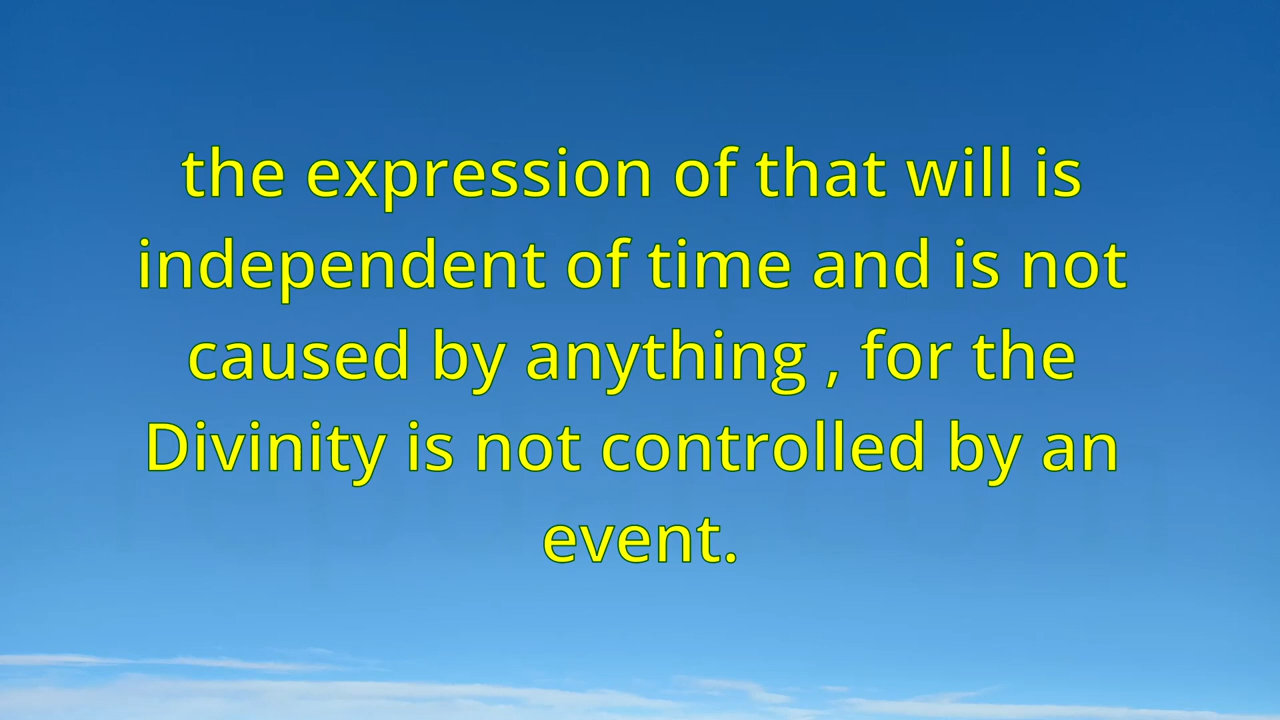 the expression of that will is
independent of time and is not
caused by anything , for the
Divinity is not controlled by an
event.